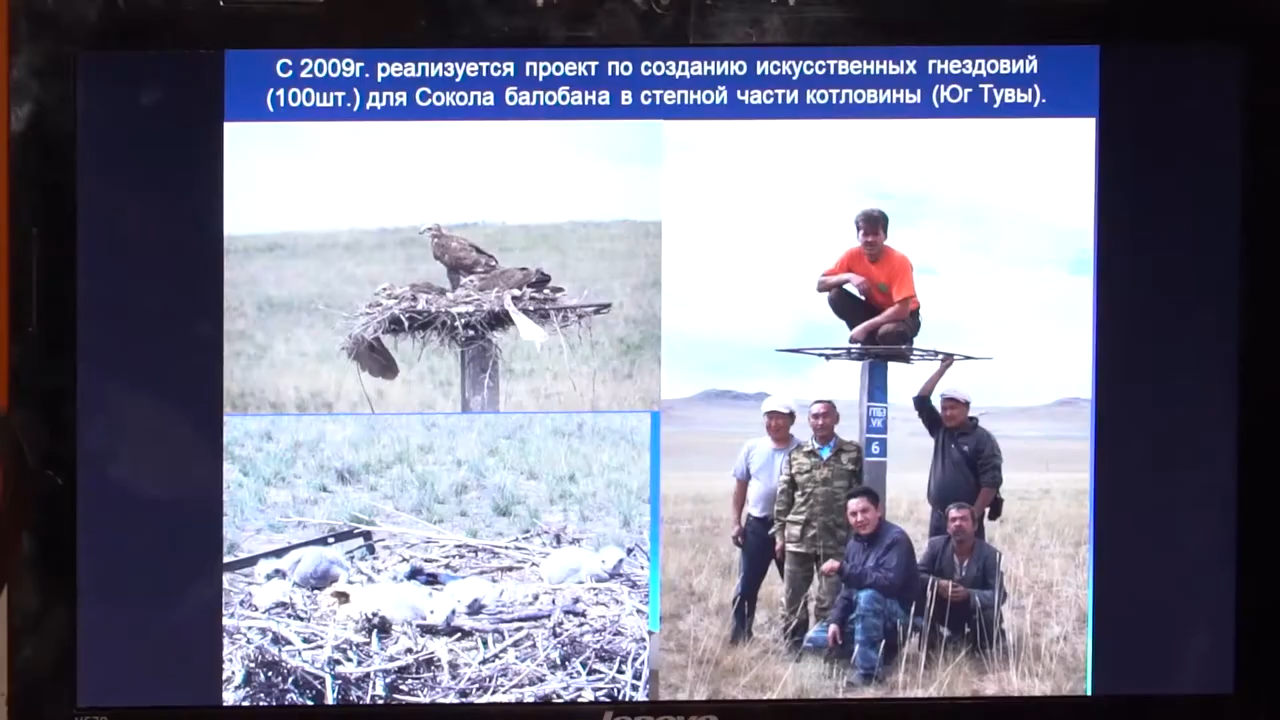 С 2009г. реализуется проект по созданию искусственных гнездовий
(100шт.) для Сокола балобана в степной части котловины (Юг Тувы).
6
lenovo